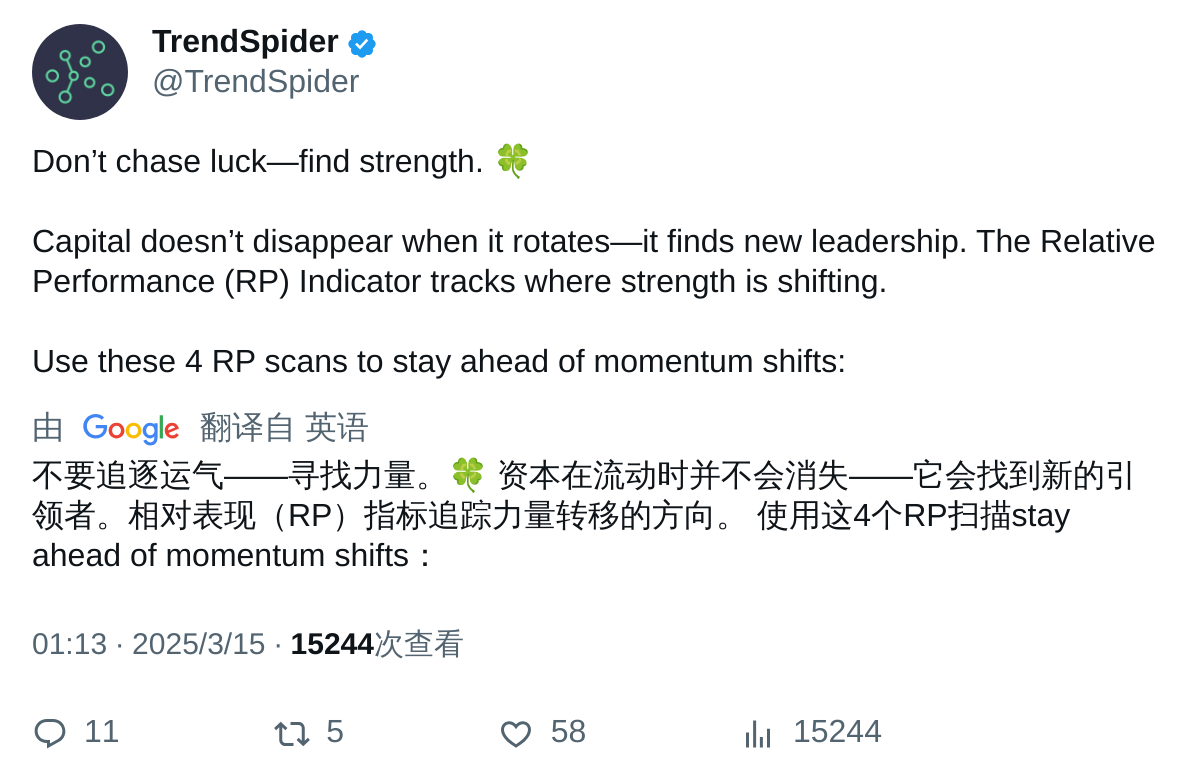 TrendSpider
@TrendSpider
Don’t chase luck—find strength. 🍀
Capital doesn’t disappear when it rotates—it finds new leadership. The Relative
Performance (RP) Indicator tracks where strength is shifting.
Use these 4 RP scans to stay ahead of momentum shifts:
由 Google 翻译自 英语
不要追逐运气——寻找力量。🍀 资本在流动时并不会消失——它会找到新的引
领者。相对表现（RP）指标追踪力量转移的方向。 使用这4个RP扫描stay
ahead of momentum shifts：
01:13 · 2025/3/15 · 15244次查看
11 5 58 15244